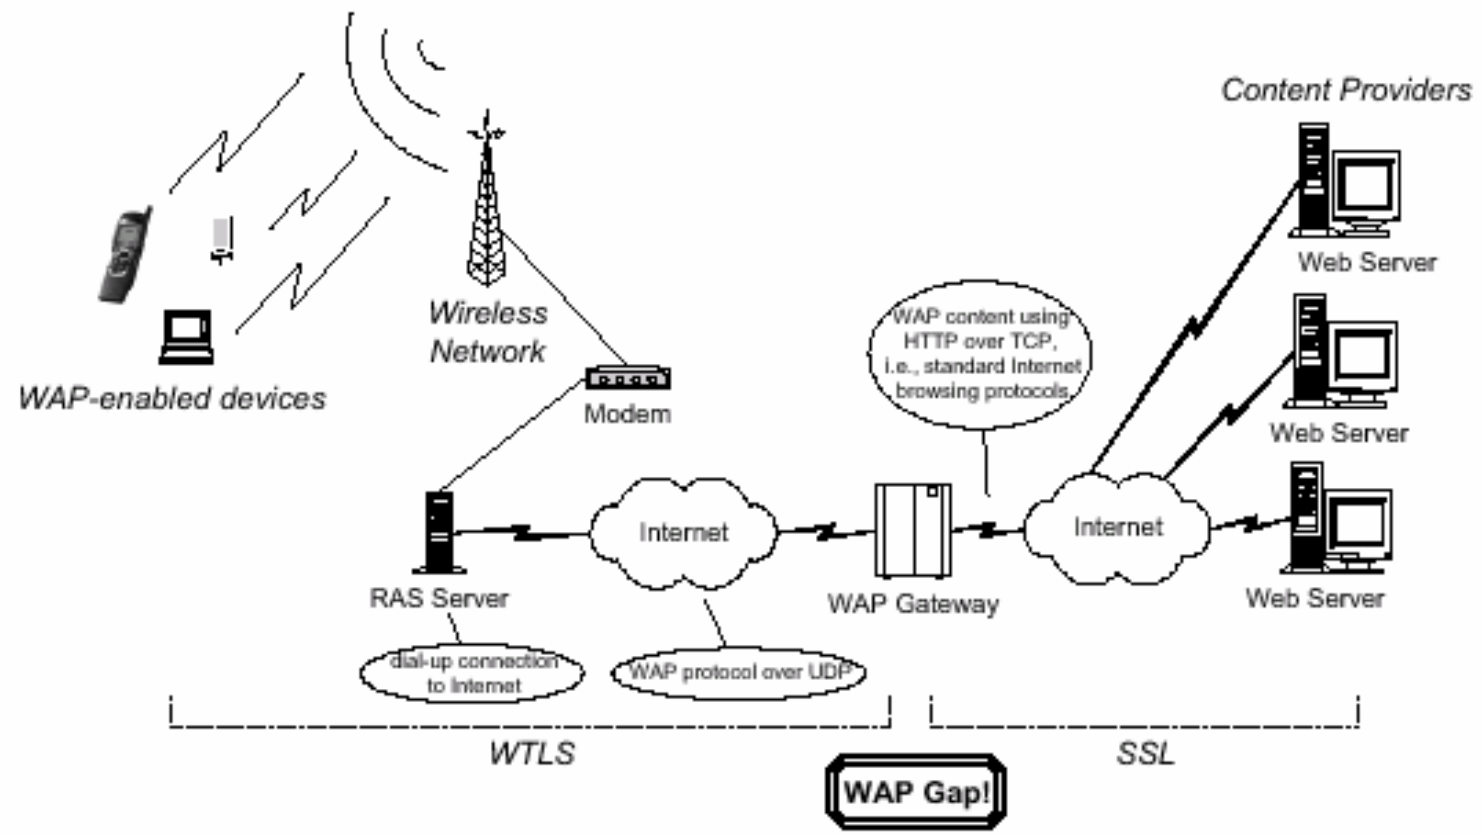 Content Providers
Web Server
Wireless
Network
WAP content using
HTTP over TCP,
i.e., standard Internet
browsing protocols
WAP-enabled devices
Modem
Web Server
Internet
Internet
RAS Server
WAP Gateway
Web Server
dial-up connection
to Internet
WAP protocol over UDP
WTLS
SSL
WAP Gap!